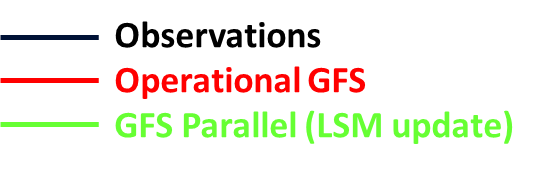 Observations
Operational GFS
GFS Parallel (LSM update)